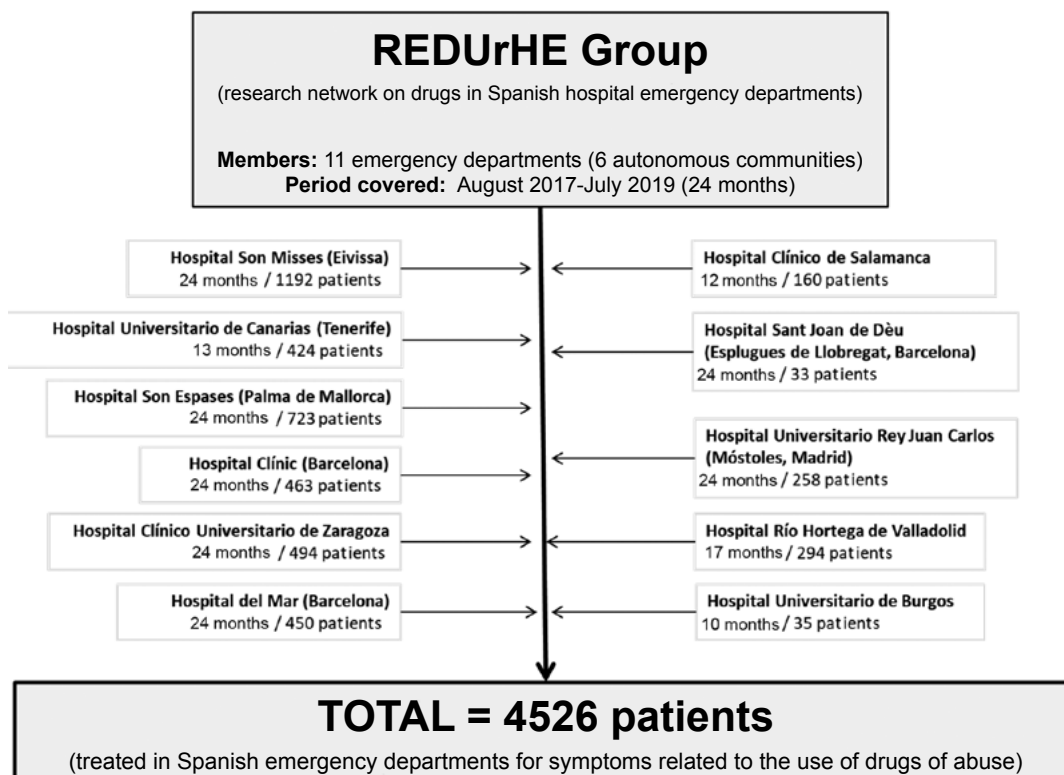 REDUrHE Group
(research network on drugs in Spanish hospital emergency departments)
Members: 11 emergency departments (6 autonomous communities)
Period covered: August 2017-July 2019 (24 months)
Hospital Son Misses (Eivissa)
24 months / 1192 patients
Hospital Universitario de Canarias (Tenerife)
13 months / 424 patients
Hospital Son Espases (Palma de Mallorca)
24 months / 723 patients
Hospital Clínic (Barcelona)
24 months / 463 patients
Hospital Clínico Universitario de Zaragoza
24 months / 494 patients
Hospital del Mar (Barcelona)
24 months / 450 patients
Hospital Clínico de Salamanca
12 months / 160 patients
Hospital Sant Joan de Dèu
(Esplugues de Llobregat, Barcelona)
24 months / 33 patients
Hospital Universitario Rey Juan Carlos
(Móstoles, Madrid)
24 months / 258 patients
Hospital Río Hortega de Valladolid
17 months / 294 patients
Hospital Universitario de Burgos
10 months / 35 patients
TOTAL = 4526 patients
(treated in Spanish emergency departments for symptoms related to the use of drugs of abuse)